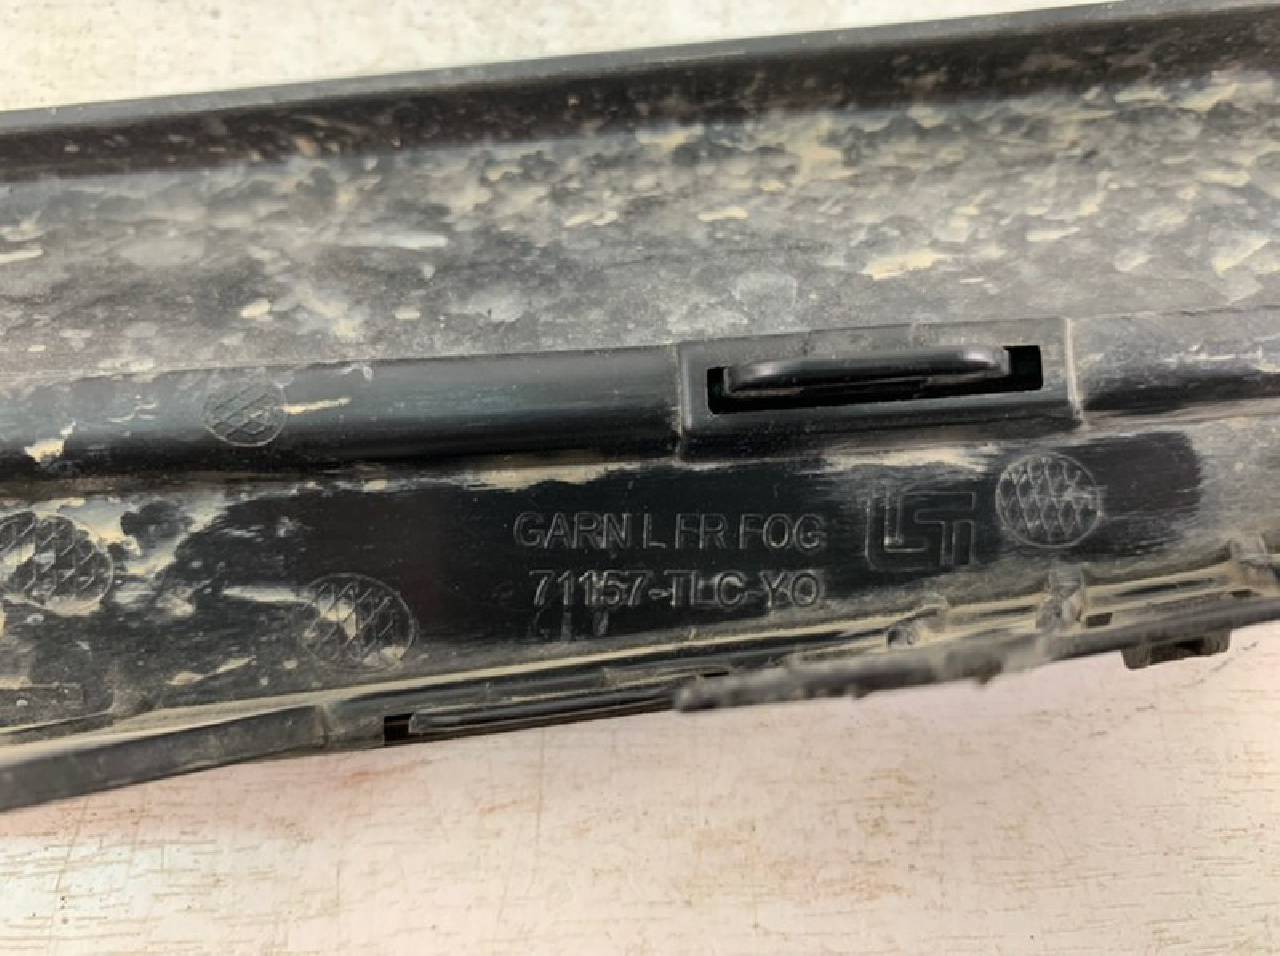 GARN L FR FOG
71157-TLC-Y0